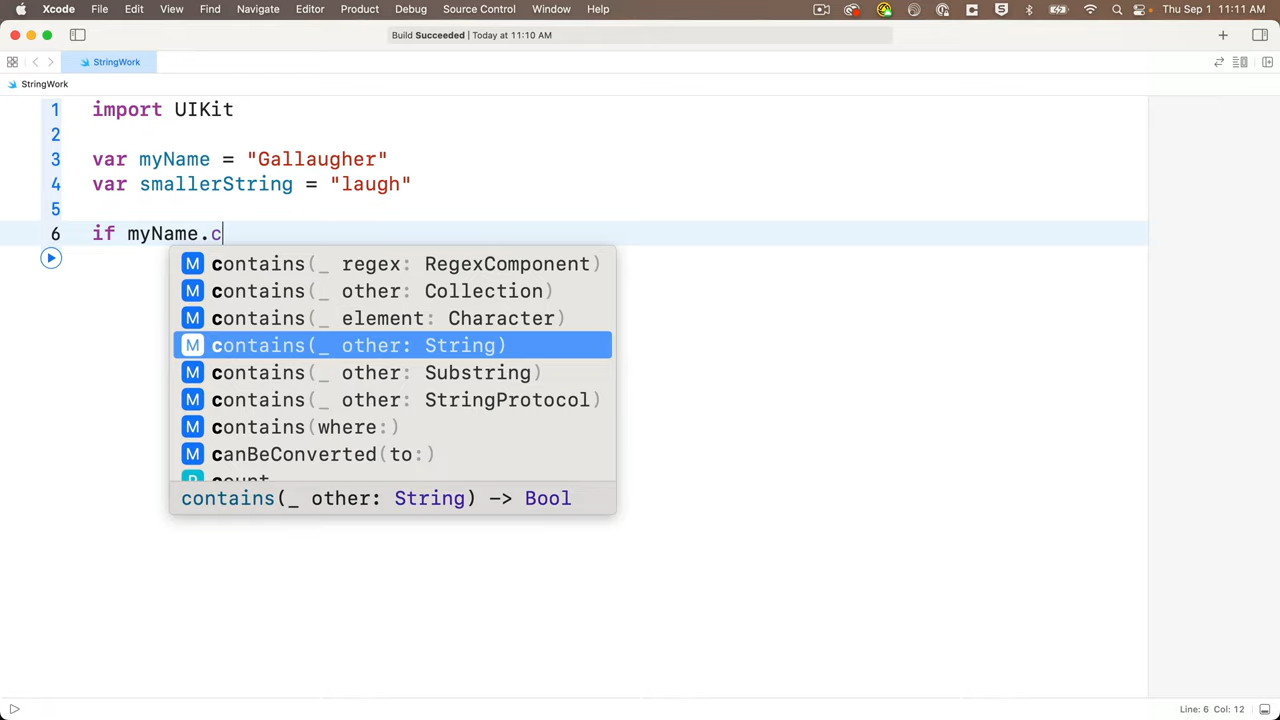 Xcode File Edit View Find Navigate Editor Product Debug Source Control Window Help Thu Sep 1 11:11 AM
Build Succeeded | Today at 11:10 AM
StringWork
StringWork
1 import UIKit
2
3 var myName = "Gallaugher"
4 var smallerString = "laugh"
5
6 if myName.c
M contains(_ regex: RegexComponent)
M contains(_ other: Collection)
M contains(_ element: Character)
M contains(_ other: String)
M contains(_ other: Substring)
M contains(_ other: StringProtocol)
M contains(where:)
M canBeConverted(to:)
P count
contains(_ other: String) -> Bool
Line: 6 Col: 12